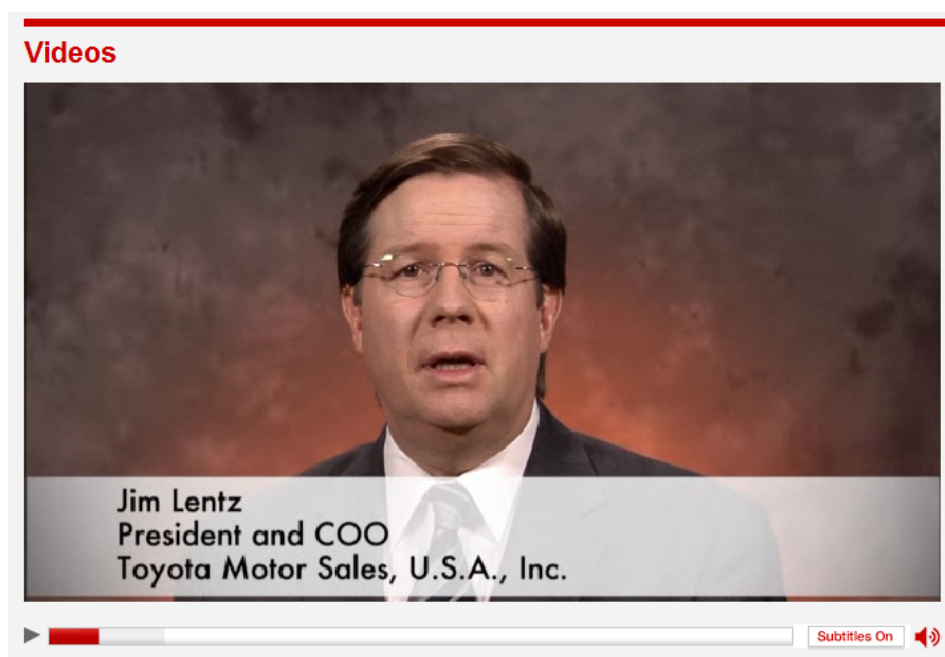 Videos
Jim Lentz
President and COO
Toyota Motor Sales, U.S.A., Inc.
Subtitles On